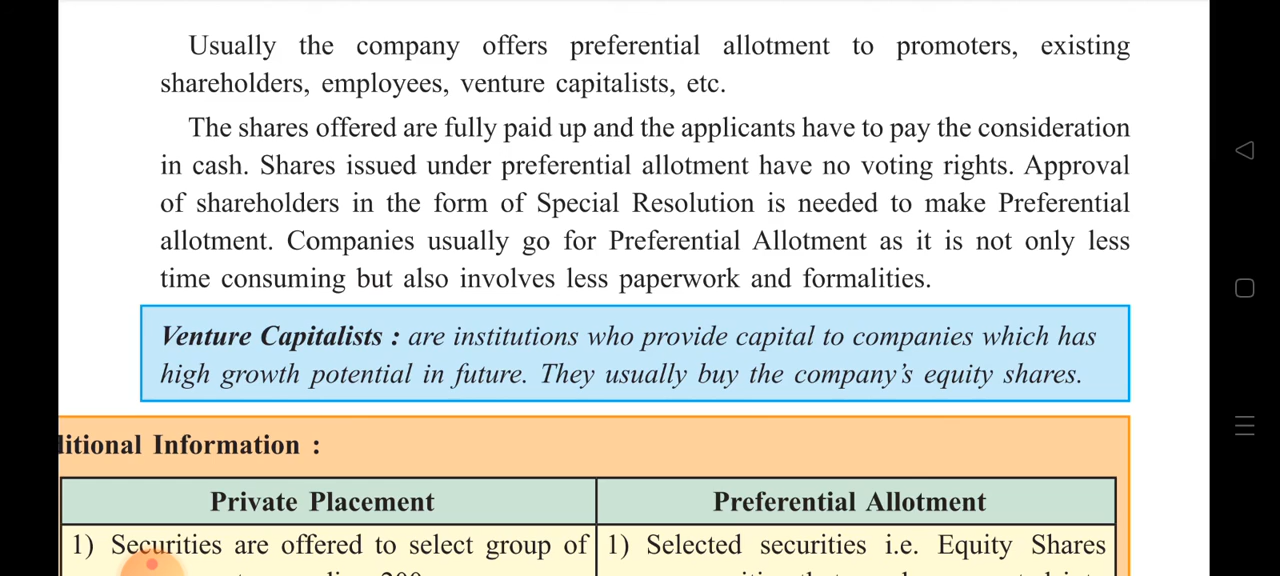 Usually the company offers preferential allotment to promoters, existing
shareholders, employees, venture capitalists, etc.
The shares offered are fully paid up and the applicants have to pay the consideration
in cash. Shares issued under preferential allotment have no voting rights. Approval
of shareholders in the form of Special Resolution is needed to make Preferential
allotment. Companies usually go for Preferential Allotment as it is not only less
time consuming but also involves less paperwork and formalities.
Venture Capitalists : are institutions who provide capital to companies which has
high growth potential in future. They usually buy the company's equity shares.
litional Information :
Private Placement
Preferential Allotment
1) Securities are offered to select group of
1) Selected securities i.e. Equity Shares